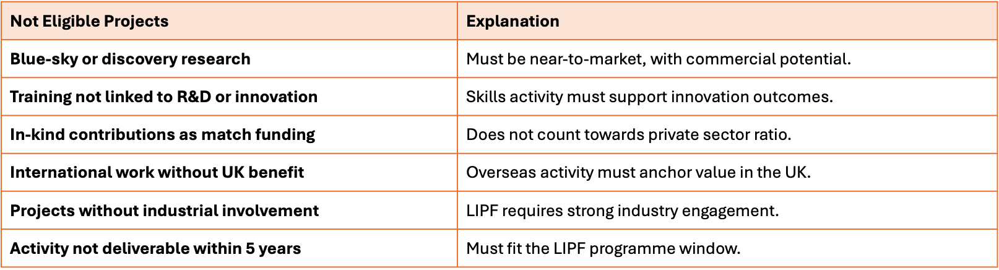 Not Eligible Projects Explanation
Blue-sky or discovery research Must be near-to-market, with commercial potential.
Training not linked to R&D or innovation Skills activity must support innovation outcomes.
In-kind contributions as match funding Does not count towards private sector ratio.
International work without UK benefit Overseas activity must anchor value in the UK.
Projects without industrial involvement LIPF requires strong industry engagement.
Activity not deliverable within 5 years Must fit the LIPF programme window.